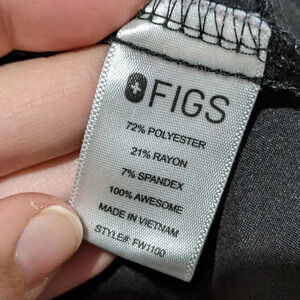 FIGS
72% POLYESTER
21% RAYON
7% SPANDEX
100% AWESOME
MADE IN VIETNAM
STYLE#: FW1100